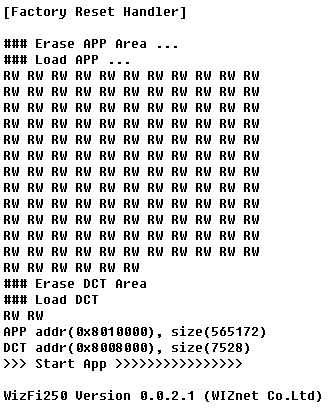 [Factory Reset Handler]
### Erase APP Area ...
### Load APP ...
RW RW RW RW RW RW RW RW RW RW RW
RW RW RW RW RW RW RW RW RW RW RW
RW RW RW RW RW RW RW RW RW RW RW
RW RW RW RW RW RW RW RW RW RW RW
RW RW RW RW RW RW RW RW RW RW RW
RW RW RW RW RW RW RW RW RW RW RW
RW RW RW RW RW RW RW RW RW RW RW
RW RW RW RW RW RW RW RW RW RW RW
RW RW RW RW RW RW RW RW RW RW RW
RW RW RW RW RW RW RW RW RW RW RW
RW RW RW RW RW RW RW RW RW RW RW
RW RW RW RW RW RW RW RW RW RW RW
RW RW RW RW RW RW
### Erase DCT Area
### Load DCT
RW RW
APP addr(0x8010000), size(565172)
DCT addr(0x8008000), size(7528)
>>> Start App >>>>>>>>>>>>>>>>
WizFi250 Version 0.0.2.1 (WIZnet Co.Ltd)